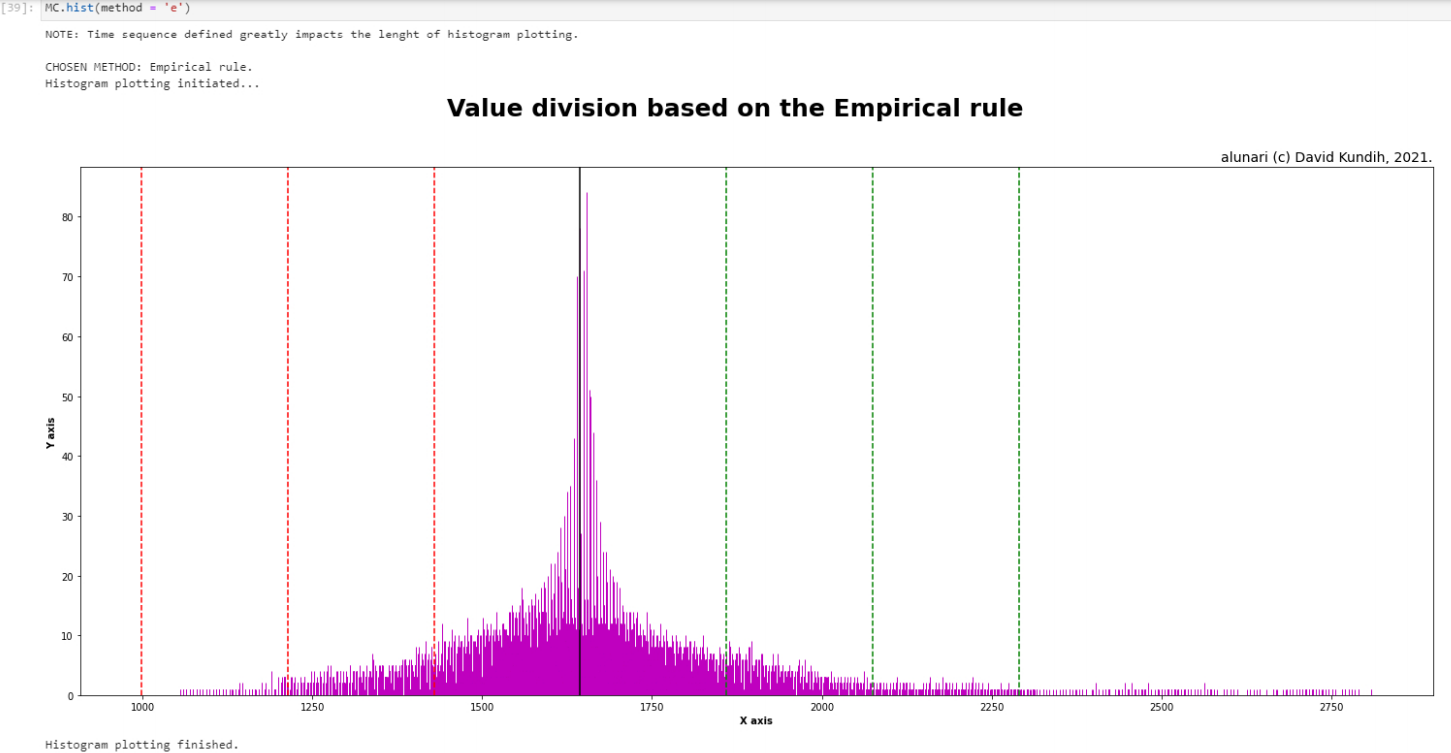 [39]: MC.hist(method = 'e')
NOTE: Time sequence defined greatly impacts the lenght of histogram plotting.
CHOSEN METHOD: Empirical rule.
Histogram plotting initiated...
Value division based on the Empirical rule
alunari (c) David Kundih, 2021.
80
70
60
50
40
30
20
10
0
Y axis
1000 1250 1500 1750 2000 2250 2500 2750
X axis
Histogram plotting finished.